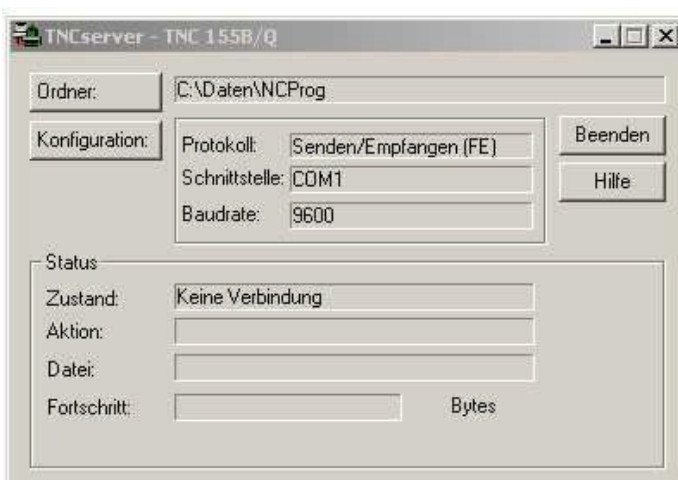 TNCserver - TNC 155B/Q
Ordner: C:\Daten\NCProg
Konfiguration:
Protokoll: Senden/Empfangen (FE)
Schnittstelle: COM1
Baudrate: 9600
Beenden
Hilfe
Status
Zustand: Keine Verbindung
Aktion:
Datei:
Fortschritt: Bytes